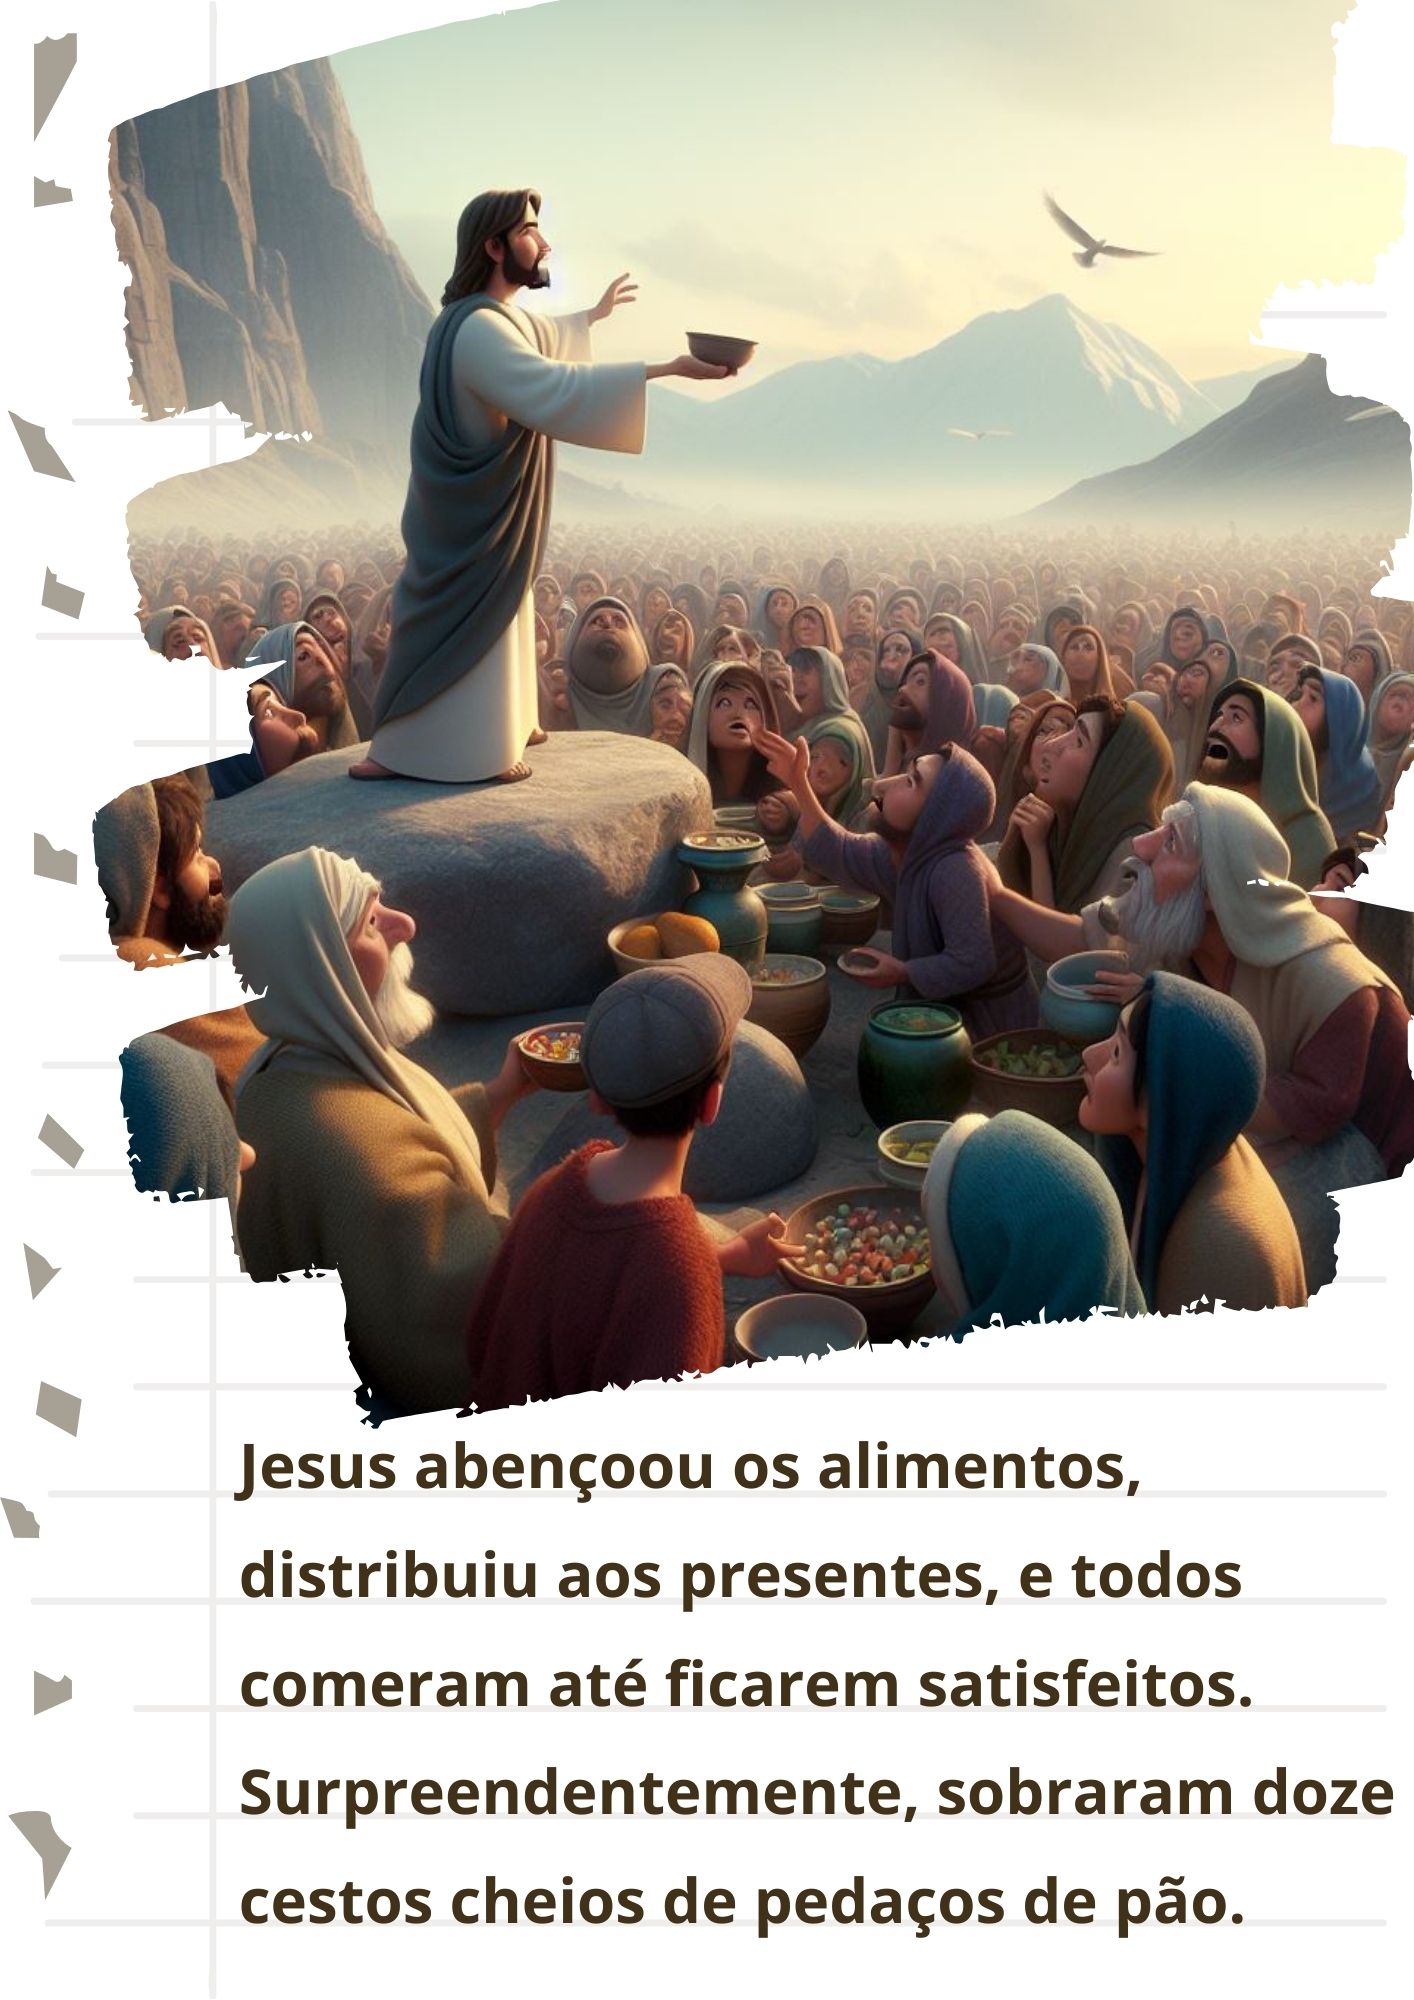 Jesus abençoou os alimentos,
distribuiu aos presentes, e todos
comeram até ficarem satisfeitos.
Surpreendentemente, sobraram doze
cestos cheios de pedaços de pão.